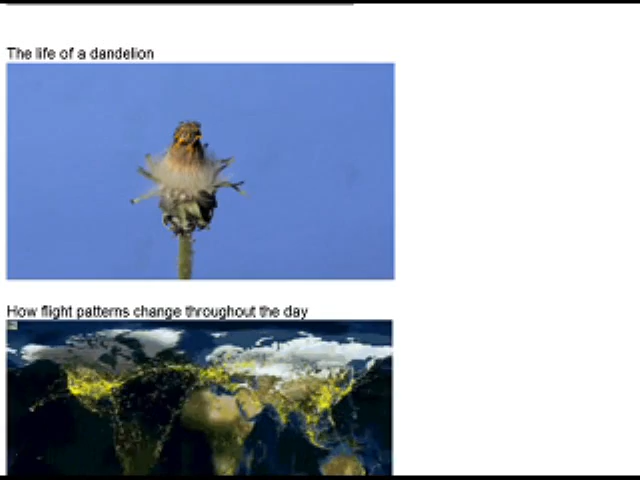 The life of a dandelion
How flight patterns change throughout the day